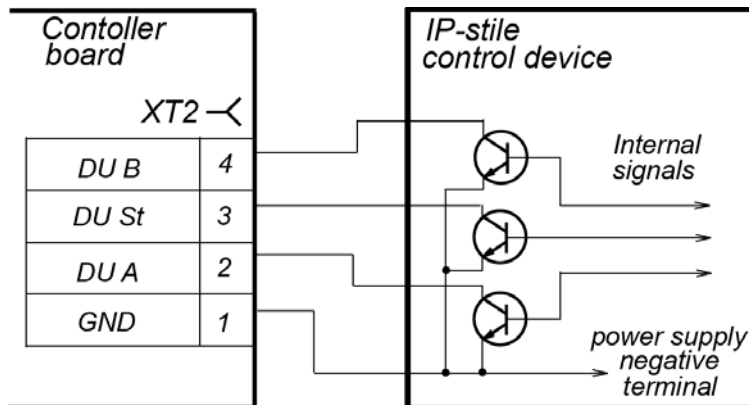 Contoller
board
IP-stile
control device
XT2
DU B 4
DU St 3
DU A 2
GND 1
Internal
signals
power supply
negative
terminal